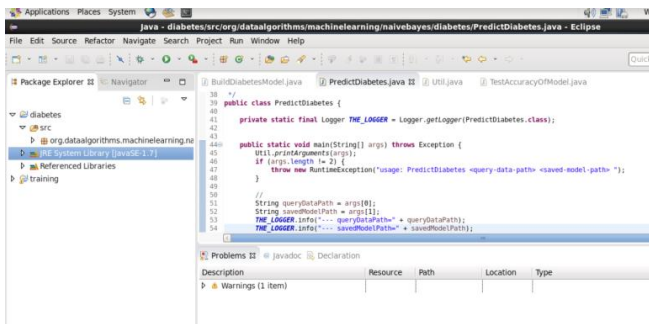 Applications Places System
Java - diabetes/src/org/dataalgorithms/machinelearning/naivebayes/diabetes/PredictDiabetes.java - Eclipse
File Edit Source Refactor Navigate Search Project Run Window Help
Quick
Package Explorer Navigator
BuildDiabetesModel.java PredictDiabetes.java Util.java TestAccuracyOfModel.java
diabetes
src
org.dataalgorithms.machinelearning.na
JRE System Library [JavaSE-1.7]
Referenced Libraries
training
38 */
39 public class PredictDiabetes {
40
41 private static final Logger THE_LOGGER = Logger.getLogger(PredictDiabetes.class);
42
43
44 public static void main(String[] args) throws Exception {
45 Util.printArguments(args);
46 if (args.length != 2) {
47 throw new RuntimeException("usage: PredictDiabetes <query-data-path> <saved-model-path> ");
48 }
49
50 //
51 String queryDataPath = args[0];
52 String savedModelPath = args[1];
53 THE_LOGGER.info("--- queryDataPath=" + queryDataPath);
54 THE_LOGGER.info("--- savedModelPath=" + savedModelPath);
Problems Javadoc Declaration
Description Resource Path Location Type
Warnings (1 item)